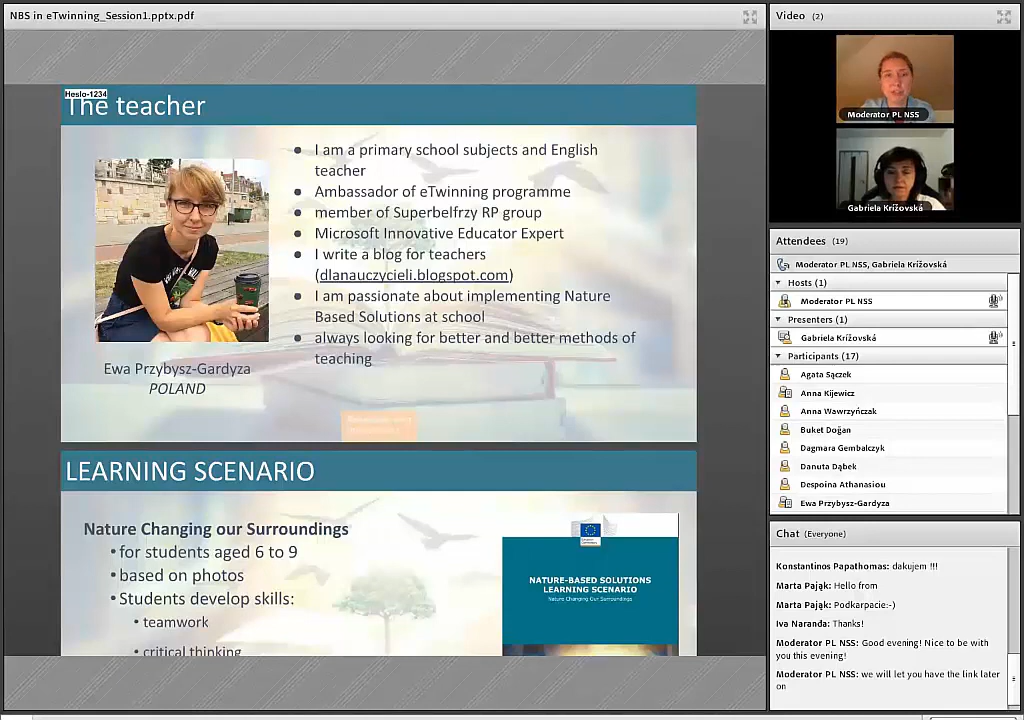 NBS in eTwinning_Session1.pptx.pdf
Heslo-1234
The teacher
I am a primary school subjects and English
teacher
Ambassador of eTwinning programme
member of Superbelfrzy RP group
Microsoft Innovative Educator Expert
I write a blog for teachers
(dlanauczycieli.blogspot.com)
I am passionate about implementing Nature
Based Solutions at school
always looking for better and better methods of
teaching
Ewa Przybysz-Gardyza
POLAND
LEARNING SCENARIO
Nature Changing our Surroundings
for students aged 6 to 9
based on photos
Students develop skills:
teamwork
critical thinking
NATURE-BASED SOLUTIONS
LEARNING SCENARIO
Nature Changing Our Surroundings
Video (2)
Moderator PL NSS
Gabriela Krížovská
Attendees (19)
Moderator PL NSS, Gabriela Krížovská
Hosts (1)
Moderator PL NSS
Presenters (1)
Gabriela Krížovská
Participants (17)
Agata Sączek
Anna Kijewicz
Anna Wawrzyńczak
Buket Doğan
Dagmara Gembalczyk
Danuta Dąbek
Despoina Athanasiou
Ewa Przybysz-Gardyza
Chat (Everyone)
Konstantinos Papathomas: dakujem !!!
Marta Pająk: Hello from
Marta Pająk: Podkarpacie:-)
Iva Naranda: Thanks!
Moderator PL NSS: Good evening! Nice to be with
you this evening!
Moderator PL NSS: we will let you have the link later
on